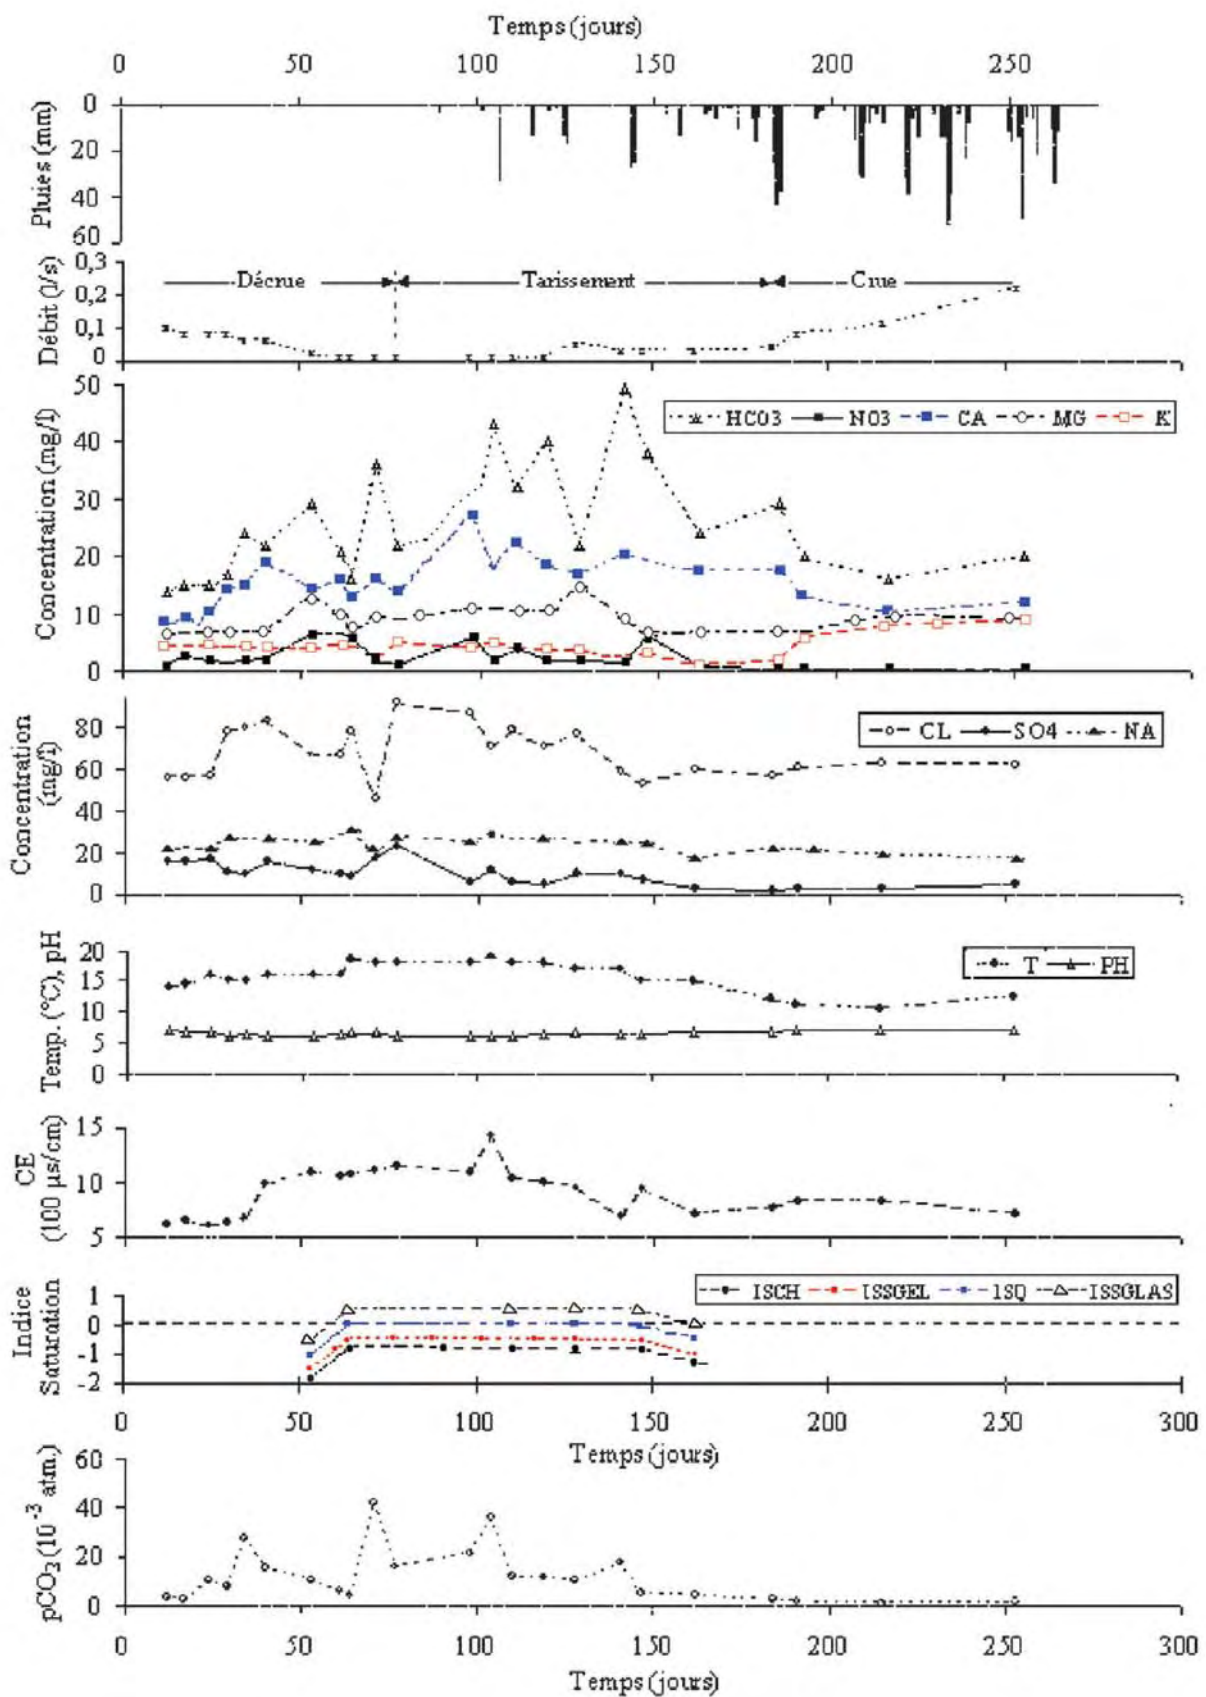 Temps (jours)
0 50 100 150 200 250
Pluies (mm)
0
20
40
60
Débit (l/s)
0,3
0,2
0,1
0
Décrue Tarissement Crue
Concentration (mg/l)
50
40
30
20
10
0
HCO3 NO3 CA MG K
Concentration
(mg/l)
80
60
40
20
0
CL SO4 NA
Temp. (°C), pH
20
15
10
5
0
T PH
CE
(100 µs/cm)
15
10
5
Indice
Saturation
1
0
-1
-2
ISCH ISSGEL ISQ ISSGLAS
0 50 100 150 200 250 300
Temps (jours)
pCO₃ (10⁻³ atm.)
60
40
20
0
0 50 100 150 200 250 300
Temps (jours)